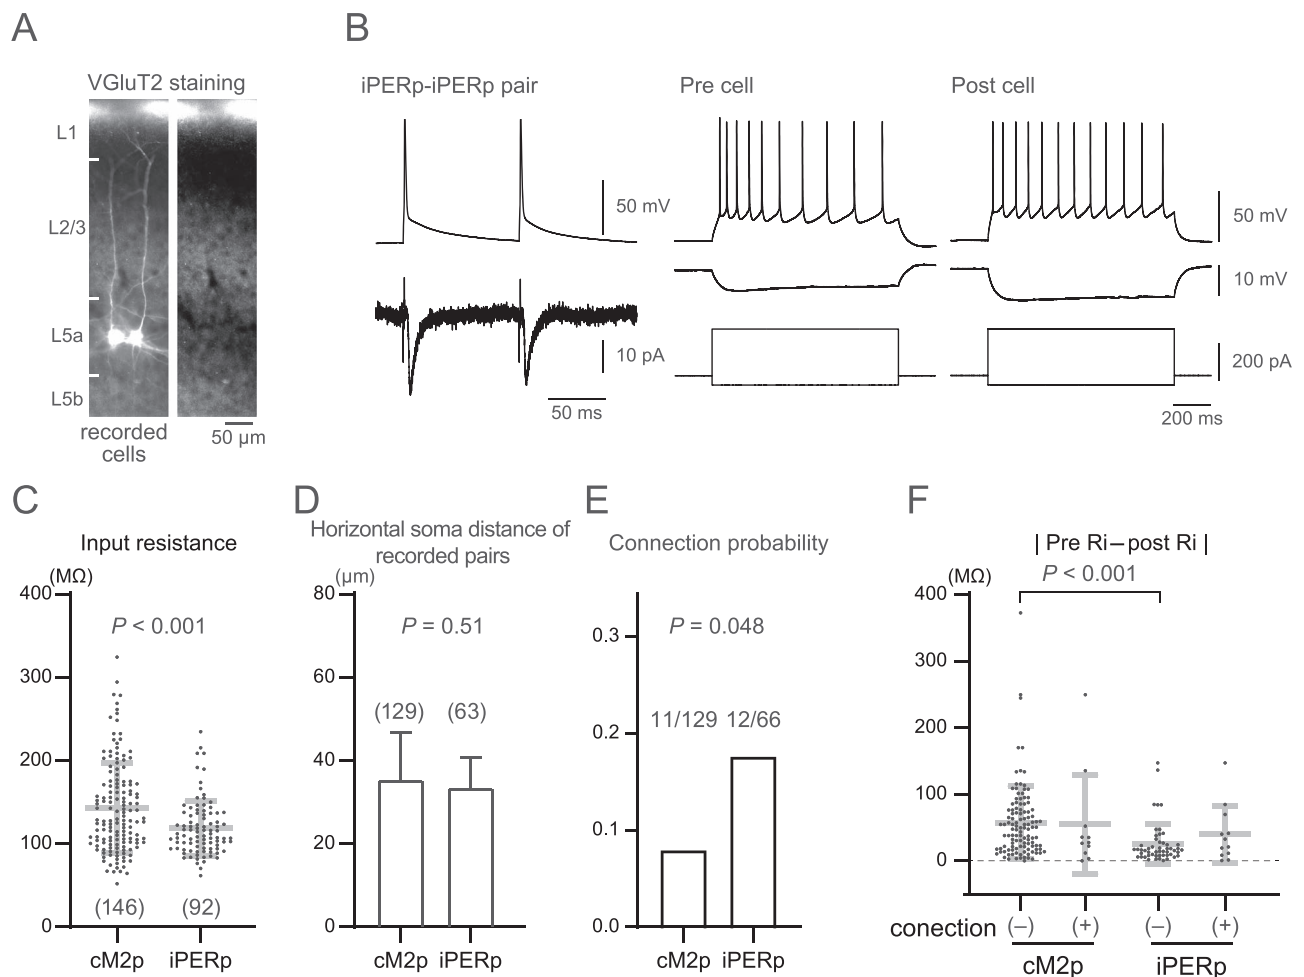 A
VGluT2 staining
L1
L2/3
L5a
L5b
recorded
cells
50 µm
B
iPERp-iPERp pair
Pre cell
Post cell
50 mV
10 pA
50 ms
50 mV
10 mV
200 pA
200 ms
C
Input resistance
(MΩ)
400
300
200
100
0
P < 0.001
(146)
(92)
cM2p
iPERp
D
Horizontal soma distance of
recorded pairs
(µm)
80
60
40
20
0
P = 0.51
(129)
(63)
cM2p
iPERp
E
Connection probability
0.3
0.2
0.1
0.0
P = 0.048
11/129
12/66
cM2p
iPERp
F
| Pre Ri–post Ri |
(MΩ)
P < 0.001
400
300
200
100
0
conection
(–)
(+)
(–)
(+)
cM2p
iPERp